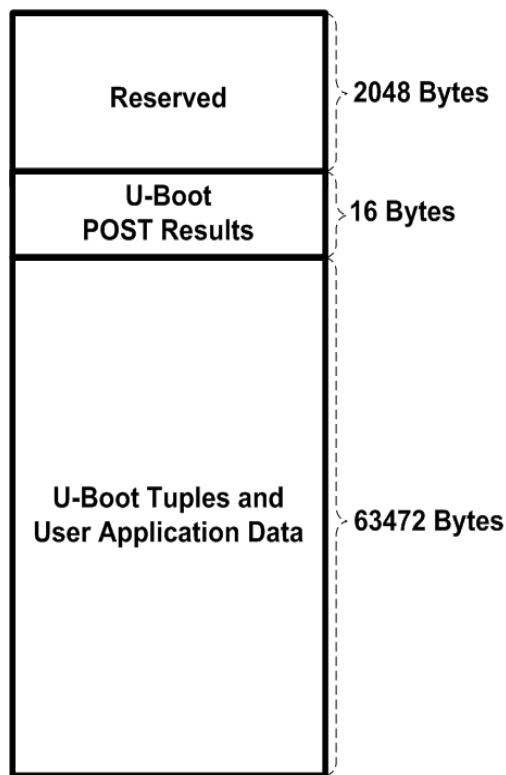 Reserved
2048 Bytes
U-Boot
POST Results
16 Bytes
U-Boot Tuples and
User Application Data
63472 Bytes